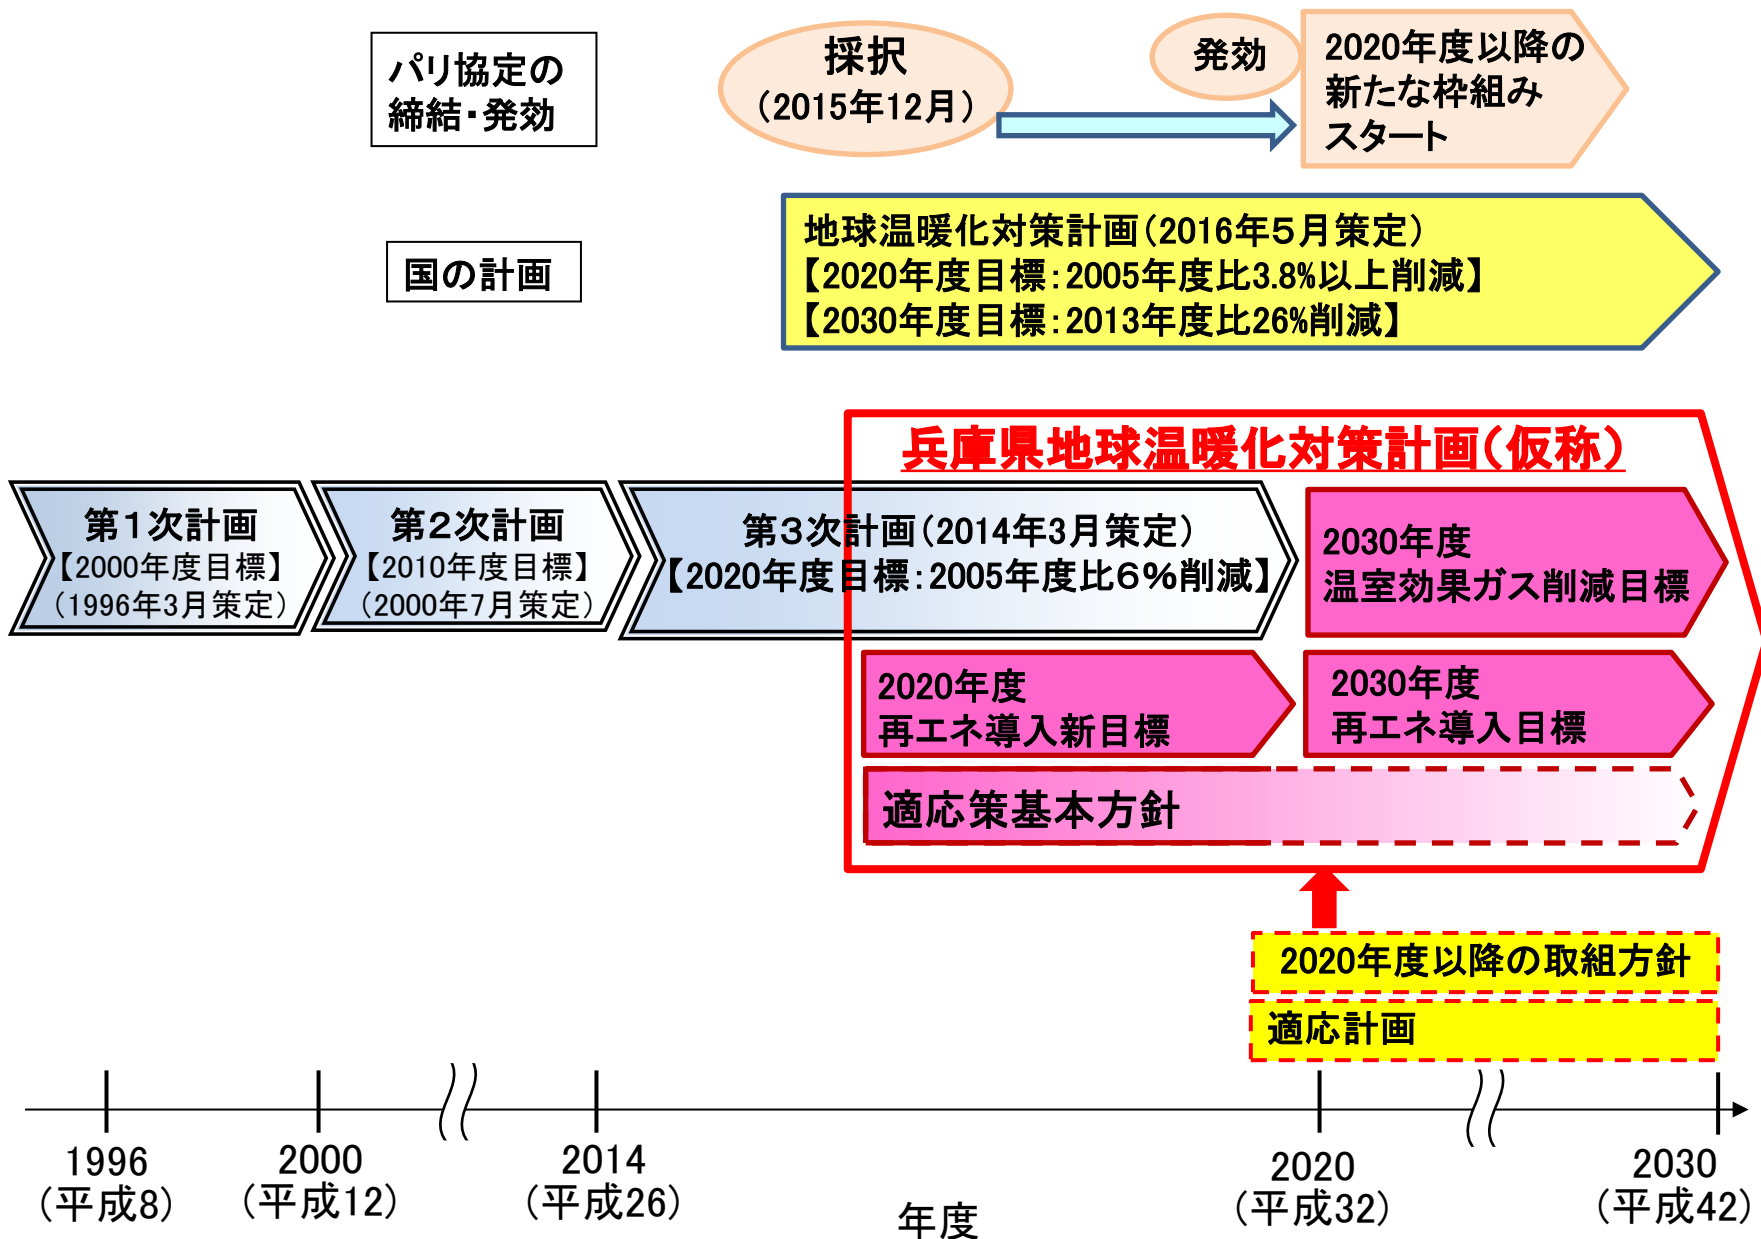 パリ協定の
締結・発効
採択
（2015年12月）
発効
2020年度以降の
新たな枠組み
スタート
国の計画
地球温暖化対策計画（2016年５月策定）
【2020年度目標：2005年度比3.8%以上削減】
【2030年度目標：2013年度比26%削減】
兵庫県地球温暖化対策計画（仮称）
第１次計画
【2000年度目標】
（1996年3月策定）
第２次計画
【2010年度目標】
（2000年7月策定）
第３次計画（2014年3月策定）
【2020年度目標：2005年度比６％削減】
2030年度
温室効果ガス削減目標
2020年度
再エネ導入新目標
2030年度
再エネ導入目標
適応策基本方針
2020年度以降の取組方針
適応計画
1996
（平成8）
2000
（平成12）
2014
（平成26）
年度
2020
（平成32）
2030
（平成42）